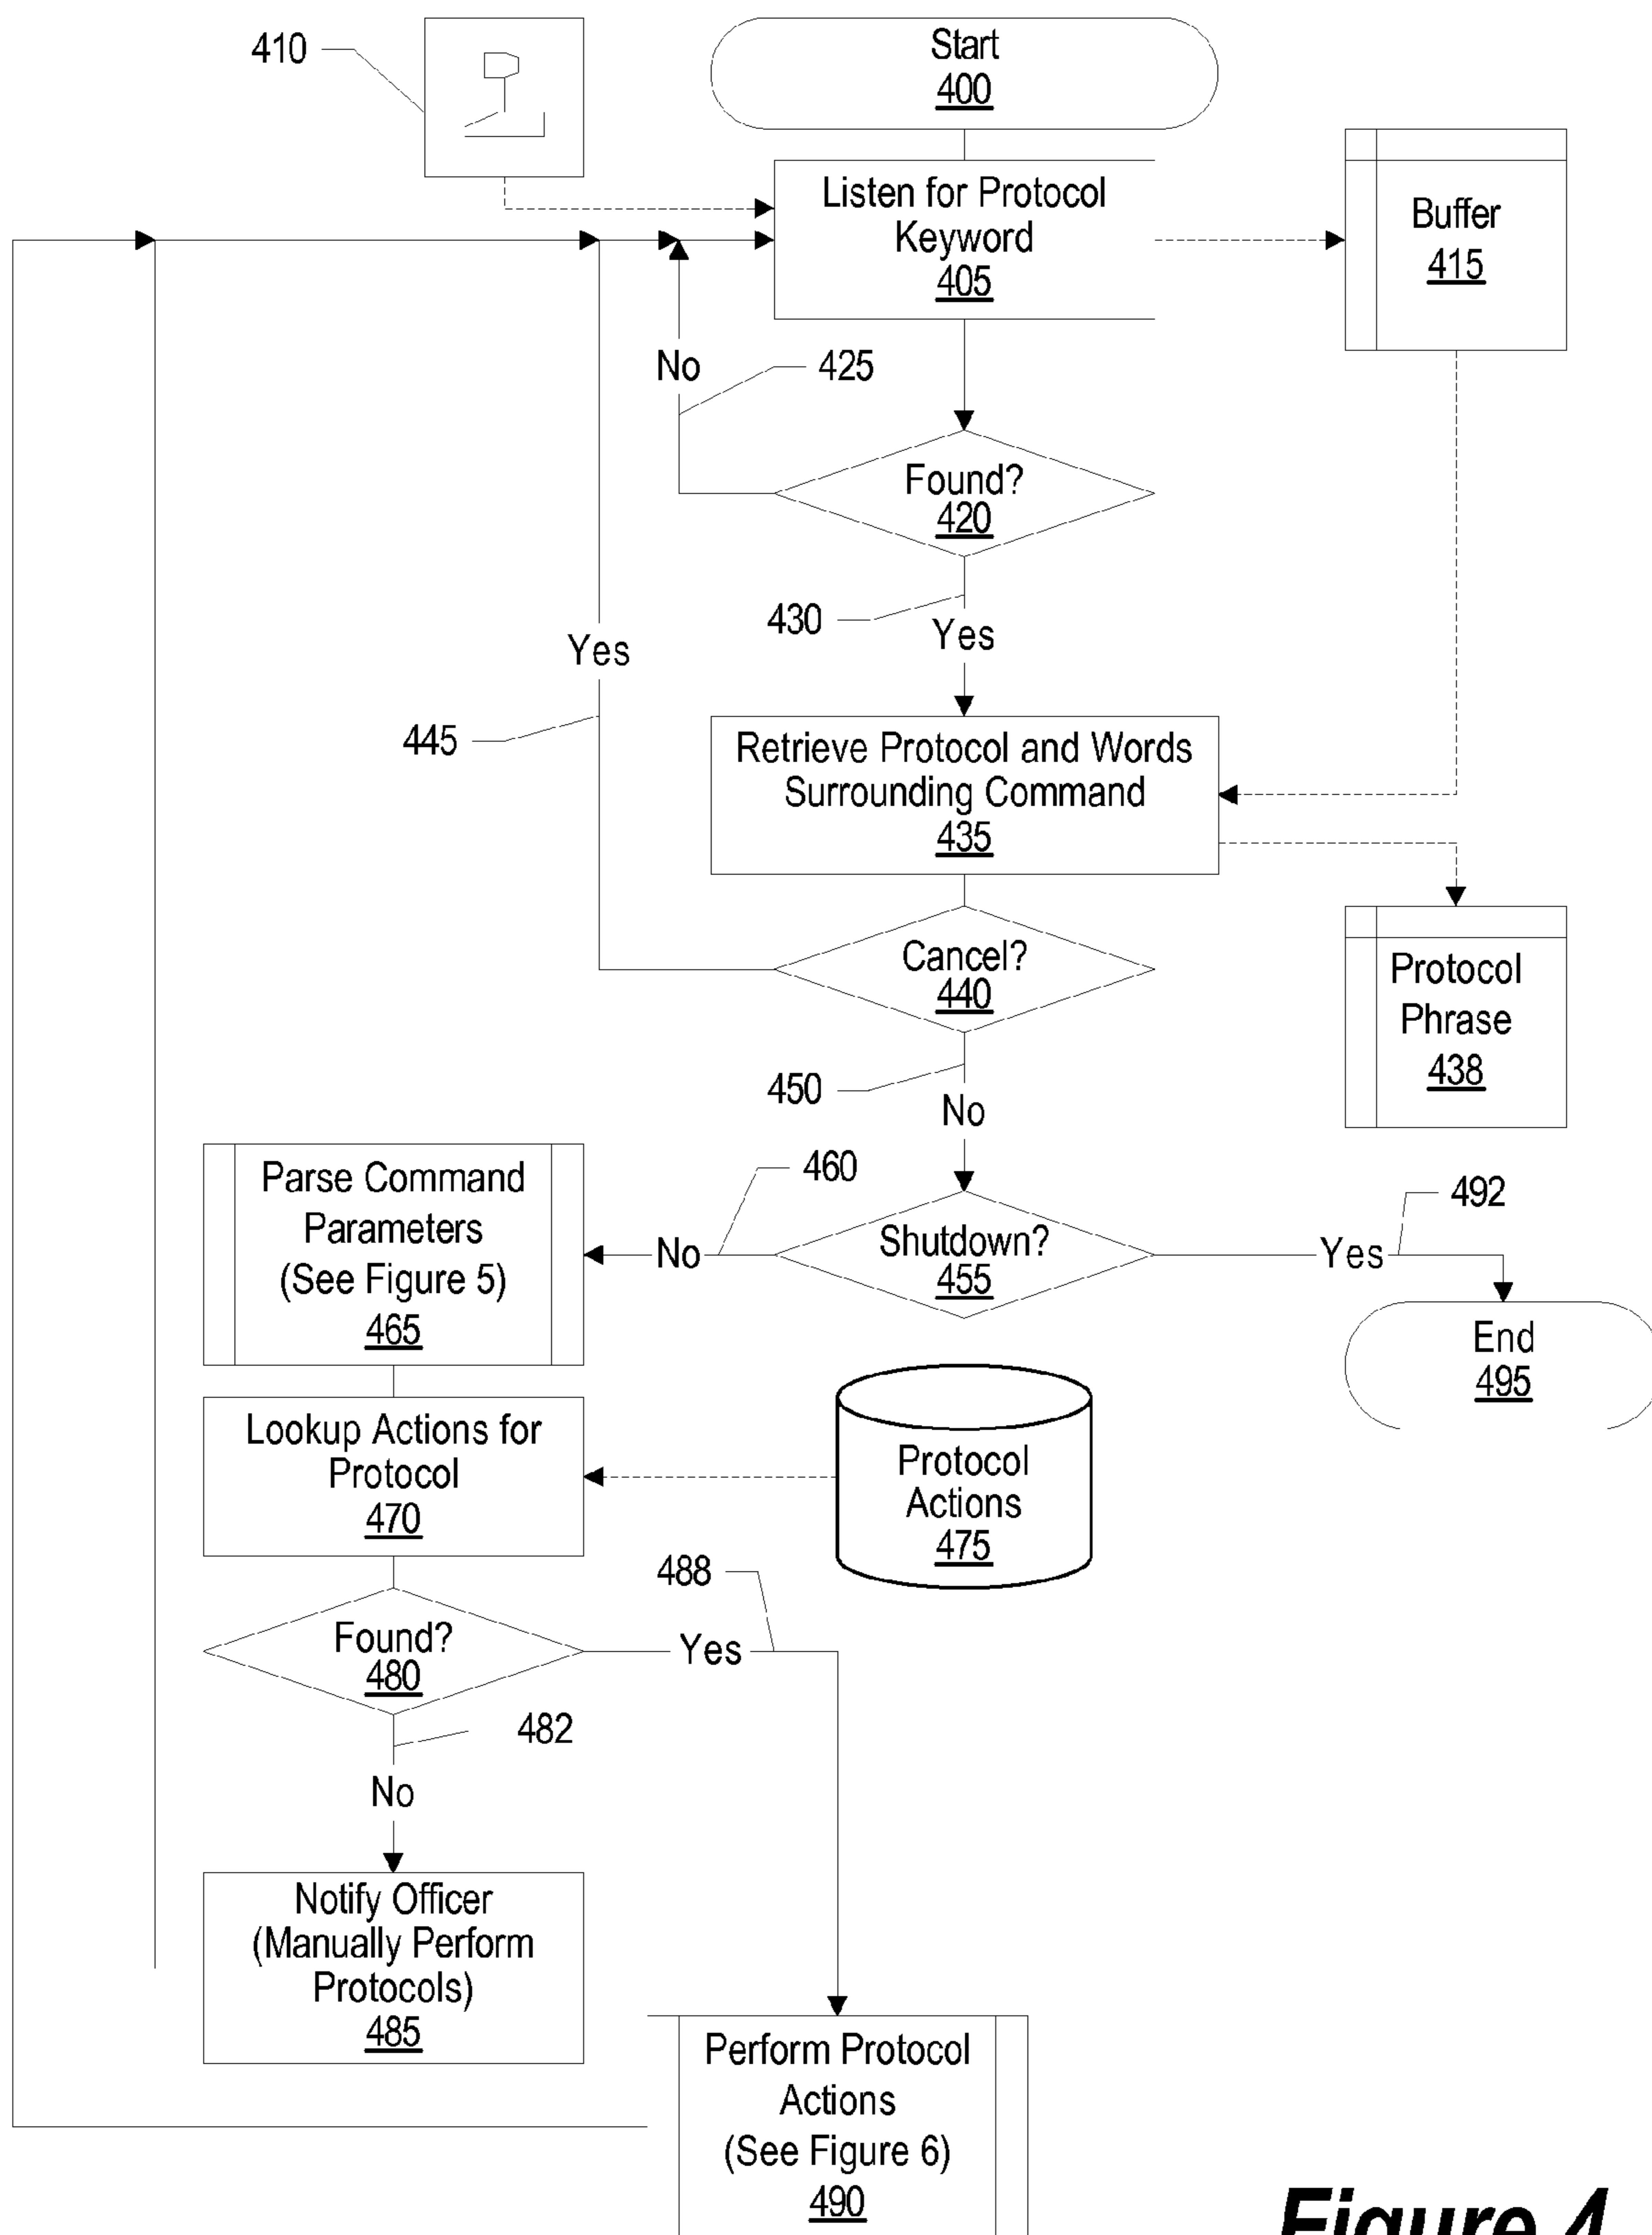 410
Start
400
Listen for Protocol
Keyword
405
Buffer
415
No
425
Found?
420
430
Yes
Yes
445
Retrieve Protocol and Words
Surrounding Command
435
Cancel?
440
Protocol
Phrase
438
450
No
Parse Command
Parameters
(See Figure 5)
465
460
No
Shutdown?
455
492
Yes
End
495
Lookup Actions for
Protocol
470
Protocol
Actions
475
488
Found?
480
Yes
482
No
Notify Officer
(Manually Perform
Protocols)
485
Perform Protocol
Actions
(See Figure 6)
490
Figure 4